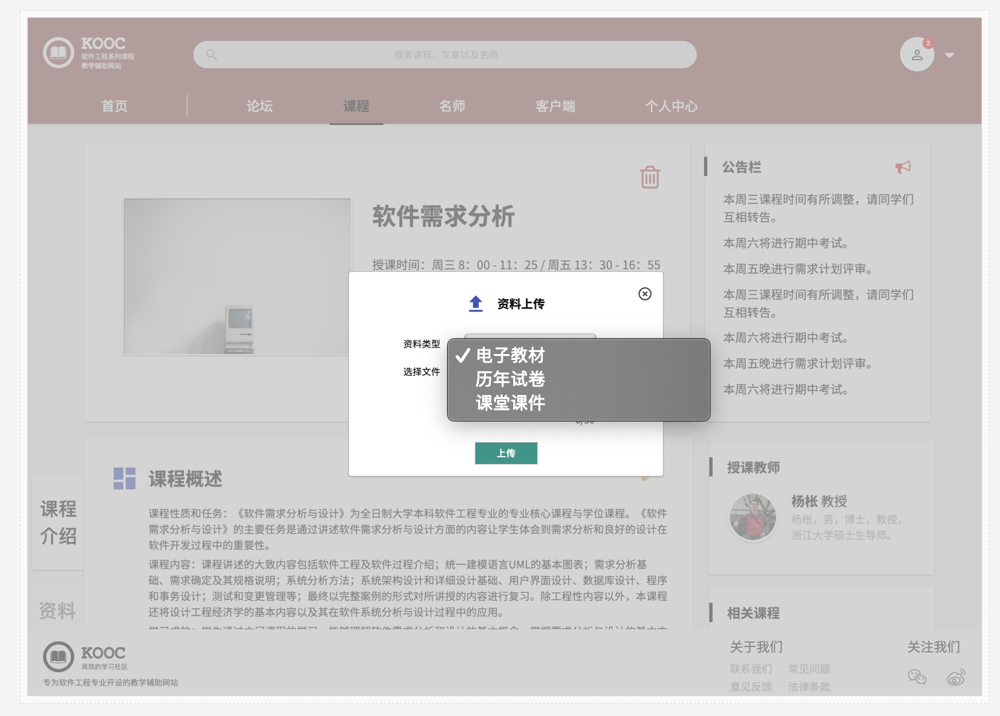 KOOC
软件工程系列课程
教学辅助网站
搜索课程、文章以及名师
2
首页
论坛
课程
名师
客户端
个人中心
软件需求分析
授课时间：周三 8：00 - 11：25 / 周五 13：30 - 16：55
公告栏
本周三课程时间有所调整，请同学们
互相转告。
本周六将进行期中考试。
本周五晚进行需求计划评审。
本周三课程时间有所调整，请同学们
互相转告。
本周六将进行期中考试。
本周五晚进行需求计划评审。
本周六将进行期中考试。
资料上传
资料类型
选择文件
电子教材
历年试卷
课堂课件
0/50
上传
课程
介绍
资料
课程概述
课程性质和任务：《软件需求分析与设计》为全日制大学本科软件工程专业的专业核心课程与学位课程。《软件
需求分析与设计》的主要任务是通过讲述软件需求分析与设计方面的内容让学生体会到需求分析和良好的设计在
软件开发过程中的重要性。
课程内容：课程讲述的大致内容包括软件工程及软件过程介绍；统一建模语言UML的基本图表；需求分析基
础、需求确定及其规格说明；系统分析方法；系统架构设计和详细设计基础、用户界面设计、数据库设计、程序
和事务设计；测试和变更管理等；最终以完整案例的形式对所讲授的内容进行复习。除工程性内容以外，本课程
还将设计工程经济学的基本内容以及其在软件系统分析与设计过程中的应用。
授课教师
杨枨 教授
杨枨，男，博士，教授，
浙江大学硕士生导师。
相关课程
KOOC
高效的学习社区
专为软件工程专业开设的教学辅助网站
关于我们
联系我们 常见问题
意见反馈 法律条款
关注我们